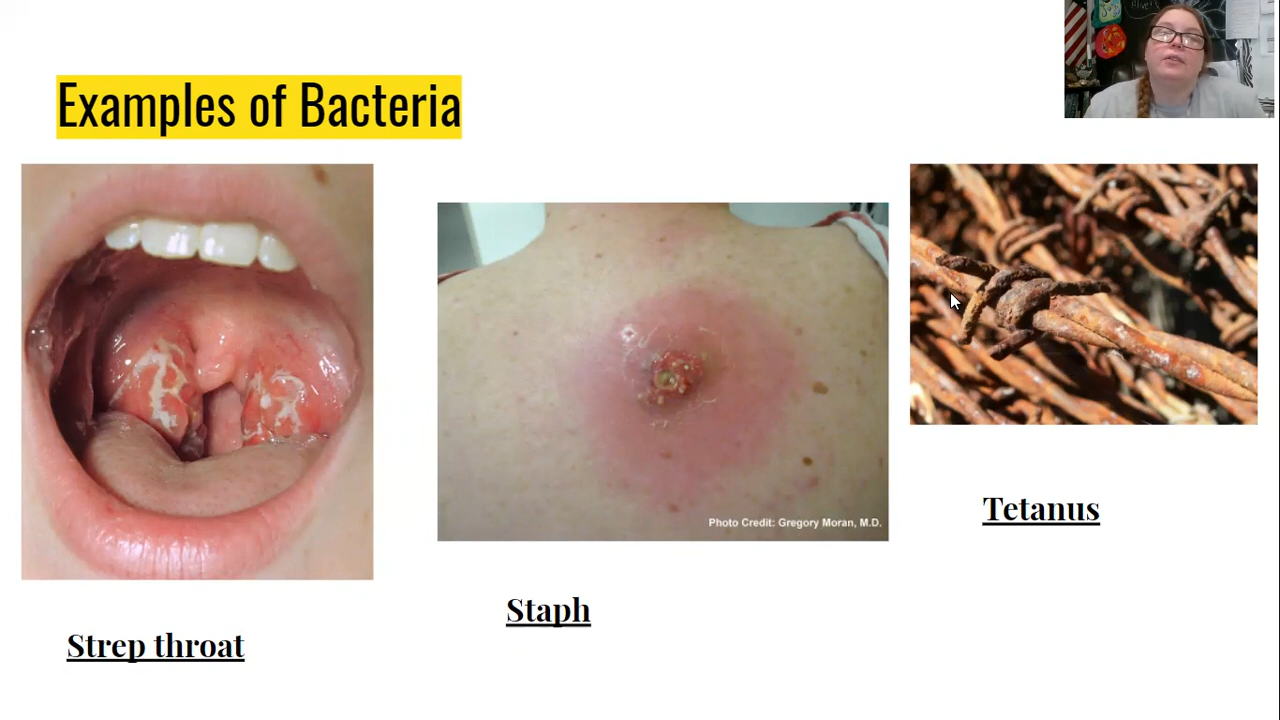 Examples of Bacteria
Photo Credit: Gregory Moran, M.D.
Tetanus
Staph
Strep throat